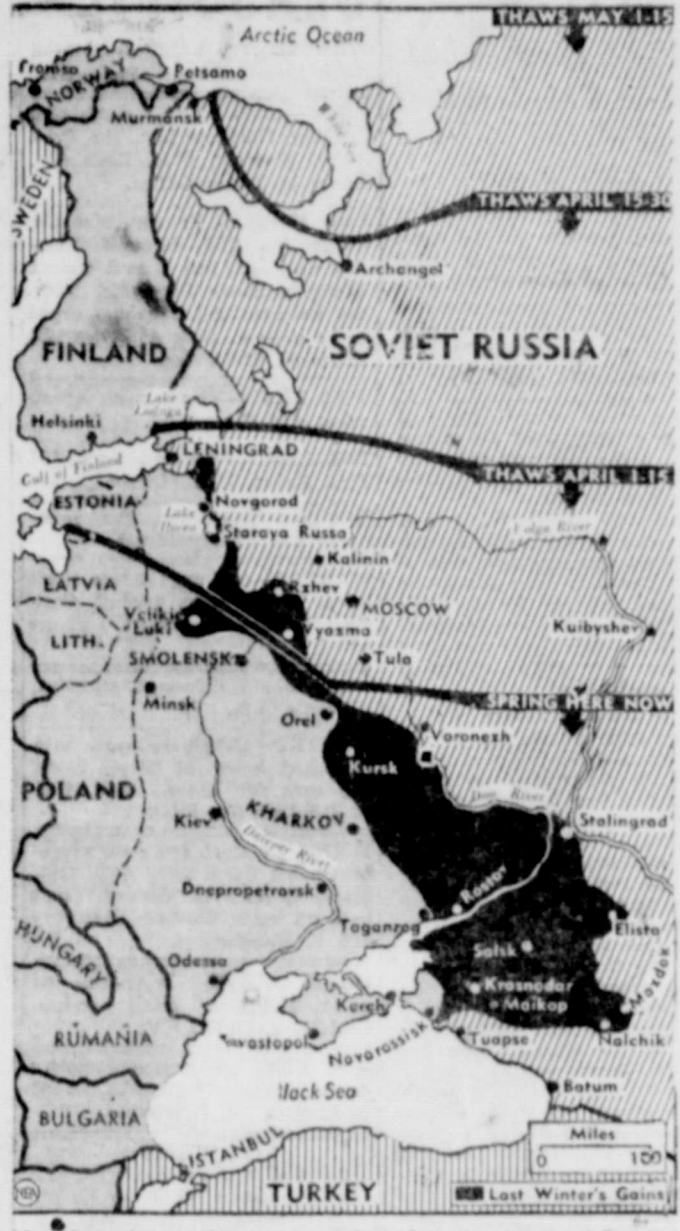 THAWS MAY 1-15
Arctic Ocean
Tromso
NORWAY
Petsamo
Murmansk
White Sea
SWEDEN
THAWS APRIL 15-30
Archangel
FINLAND
SOVIET RUSSIA
Lake Ladoga
Helsinki
LENINGRAD
Gulf of Finland
THAWS APRIL 1-15
ESTONIA
Novgorod
Lake
Staraya Russa
Volga River
Kalinin
LATVIA
Rzhev
MOSCOW
Velikie Luki
Vyazma
Kuibyshev
LITH.
SMOLENSK
Tula
Minsk
SPRING HERE NOW
Orel
Voronezh
Kursk
POLAND
Don River
Kiev
KHARKOV
Stalingrad
Dnieper River
Dnepropetrovsk
Rostov
Taganrog
Elista
HUNGARY
Salsk
Odessa
Krasnodar
Mozdok
Maikop
Kerch
RUMANIA
Sevastopol
Novorossisk
Tuapse
Nalchik
Black Sea
Batum
BULGARIA
Miles
0 100
ISTANBUL
NEA
TURKEY
Last Winter's Gains